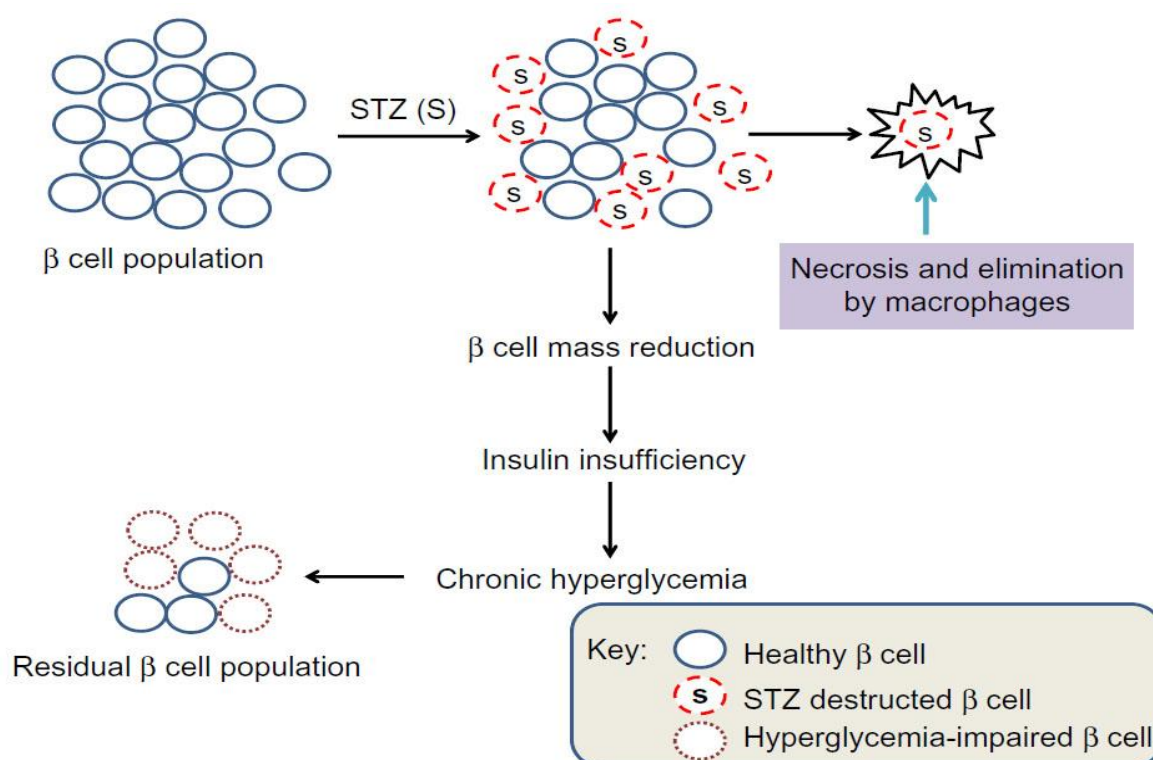 STZ (S)
s
s
s
s
s
s
s
s
s
s
β cell population
Necrosis and elimination
by macrophages
β cell mass reduction
Insulin insufficiency
Chronic hyperglycemia
Residual β cell population
Key:
Healthy β cell
s
STZ destructed β cell
Hyperglycemia-impaired β cell